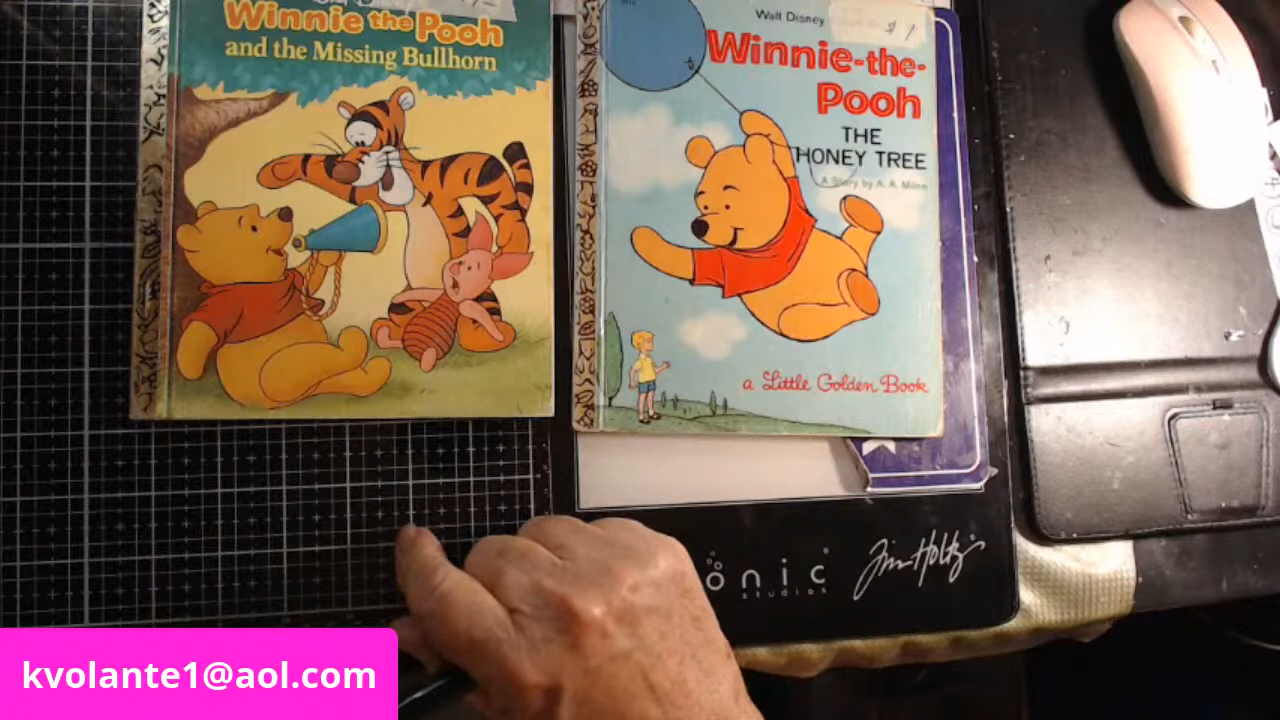 Winnie the Pooh
and the Missing Bullhorn
Walt Disney
$ 1
Winnie-the-
Pooh
THE
HONEY TREE
A Story by A. A. Milne
a Little Golden Book
onic
studios
Tim Holtz
kvolante1@aol.com